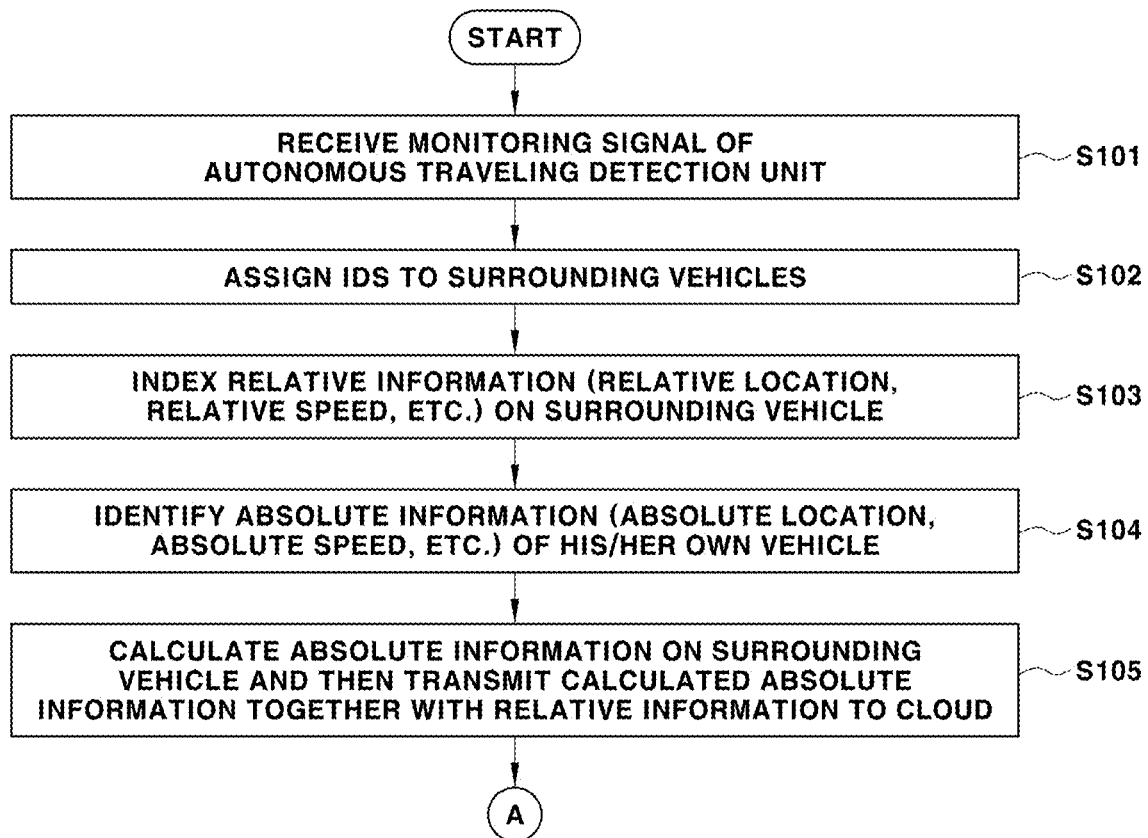 START
RECEIVE MONITORING SIGNAL OF
AUTONOMOUS TRAVELING DETECTION UNIT
S101
ASSIGN IDS TO SURROUNDING VEHICLES
S102
INDEX RELATIVE INFORMATION (RELATIVE LOCATION,
RELATIVE SPEED, ETC.) ON SURROUNDING VEHICLE
S103
IDENTIFY ABSOLUTE INFORMATION (ABSOLUTE LOCATION,
ABSOLUTE SPEED, ETC.) OF HIS/HER OWN VEHICLE
S104
CALCULATE ABSOLUTE INFORMATION ON SURROUNDING
VEHICLE AND THEN TRANSMIT CALCULATED ABSOLUTE
INFORMATION TOGETHER WITH RELATIVE INFORMATION TO CLOUD
S105
A